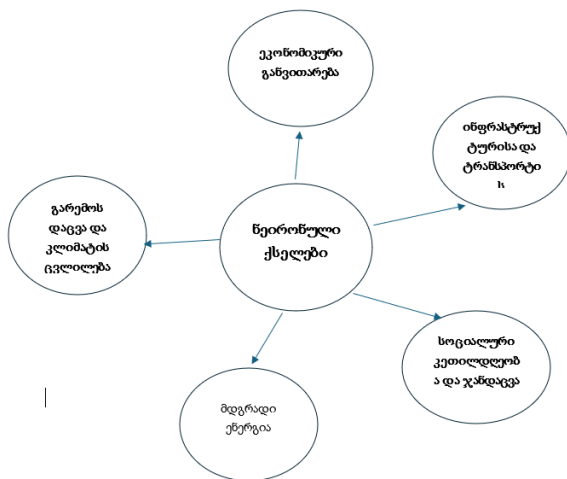 ეკონომიკური
განვითარება
ინფრასტრუქ
ტურისა და
ტრანსპორტი
ს
გარემოს
დაცვა და
კლიმატის
ცვლილება
ნეირონული
ქსელები
სოციალური
კეთილდღეობ
ა და ჯანდაცვა
მდგრადი
ენერგია